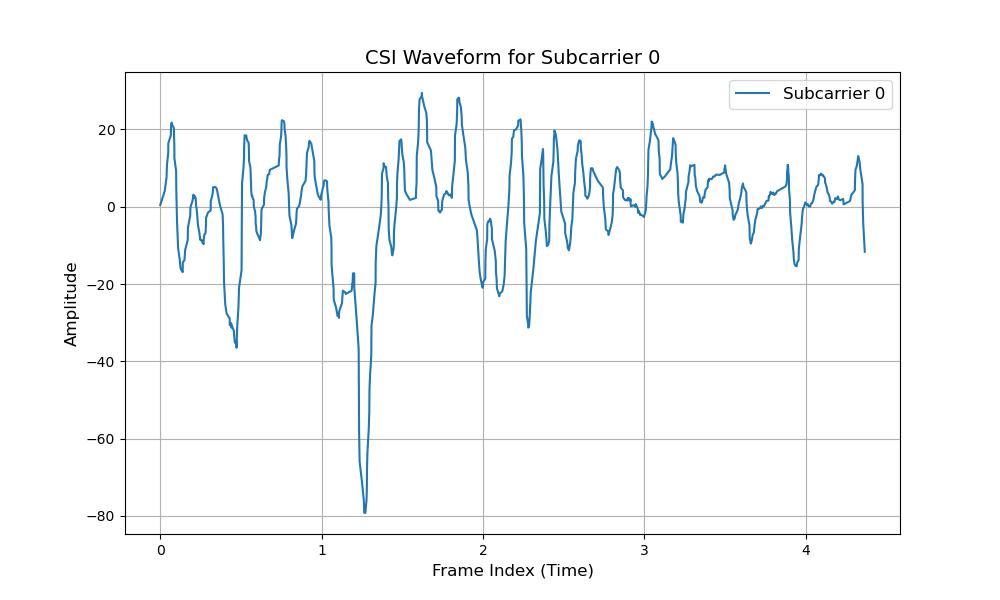 CSI Waveform for Subcarrier 0
Subcarrier 0
Amplitude
20
0
−20
−40
−60
−80
0 1 2 3 4
Frame Index (Time)